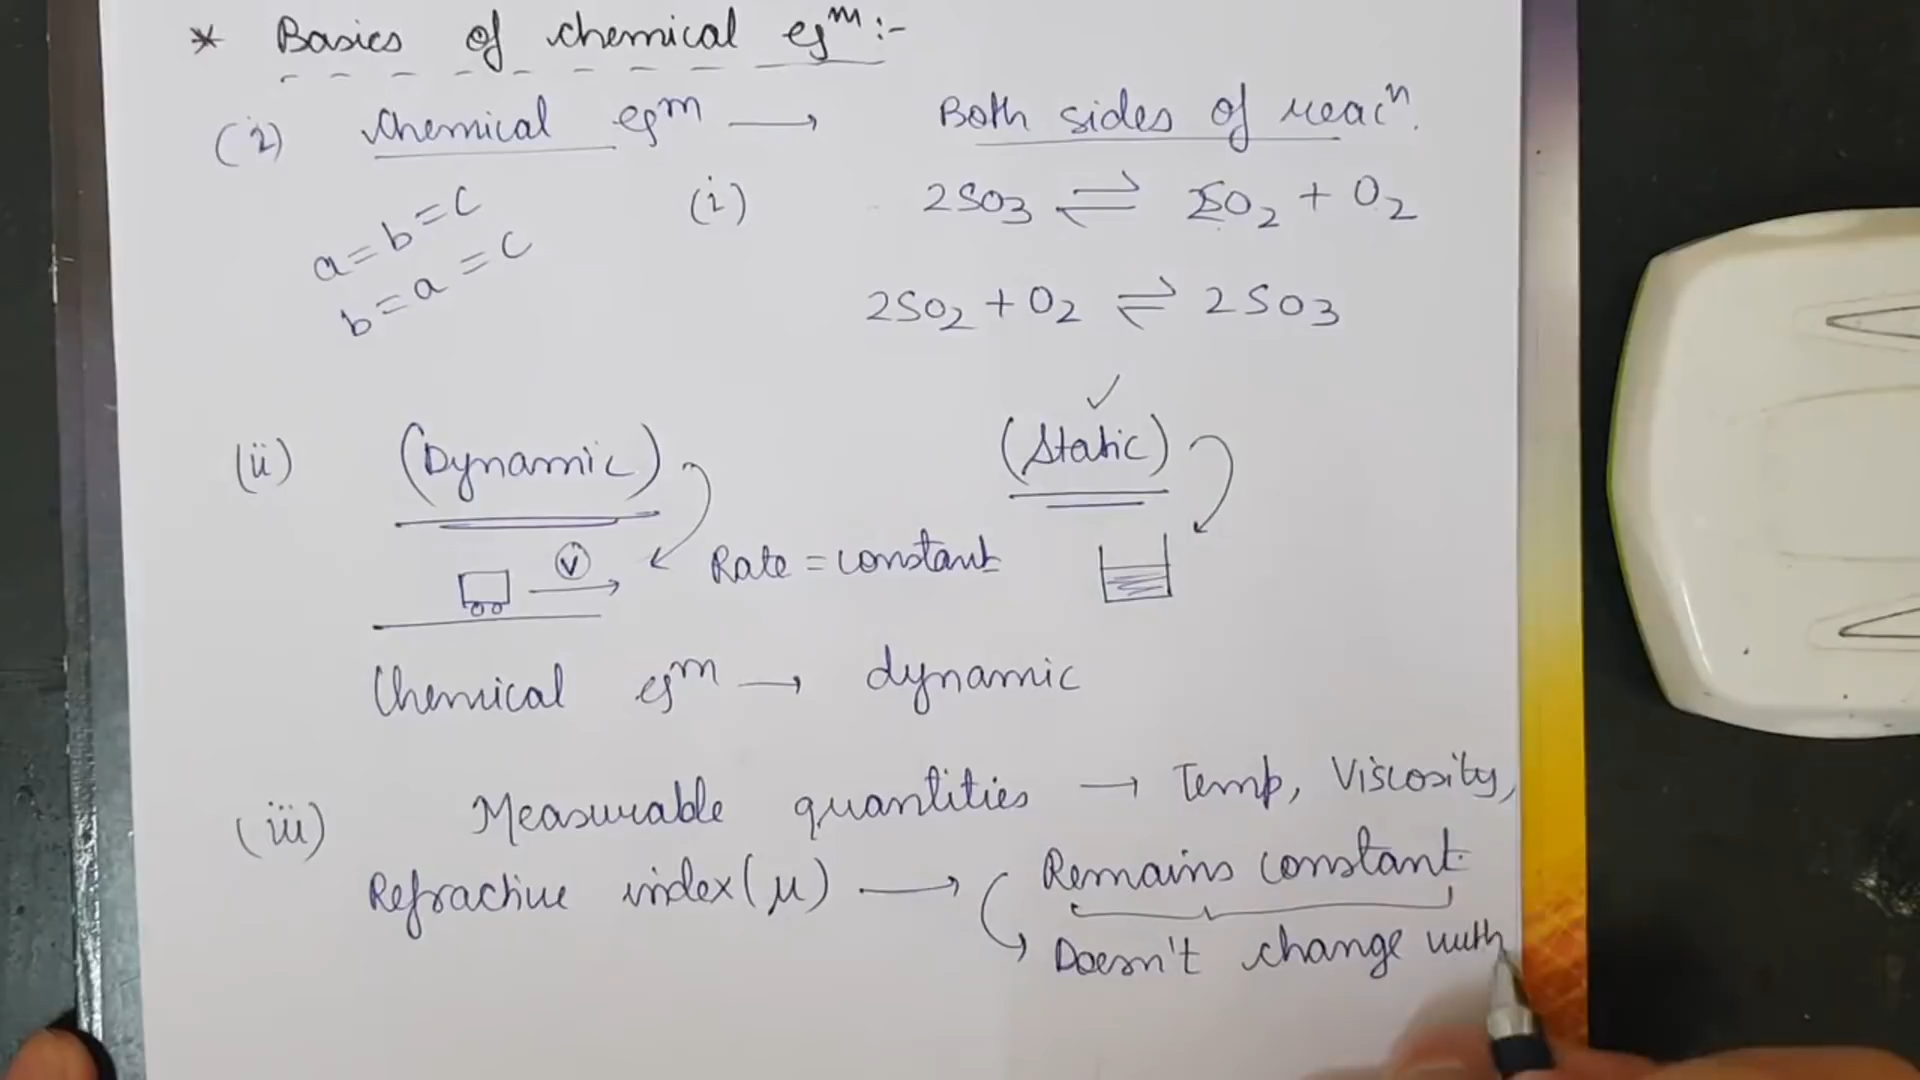 * Basics of chemical eqm :-
(i) Chemical eqm → Both sides of reacn.
a = b = c
b = a = c
(i) 2SO3 ⇌ 2SO2 + O2
2SO2 + O2 ⇌ 2SO3
(ii) (Dynamic) (Static) ✓
V Rate = constant
Chemical eqm → dynamic
(iii) Measurable quantities → Temp, Viscosity,
Refractive index (μ) → Remains constant.
Doesn't change with